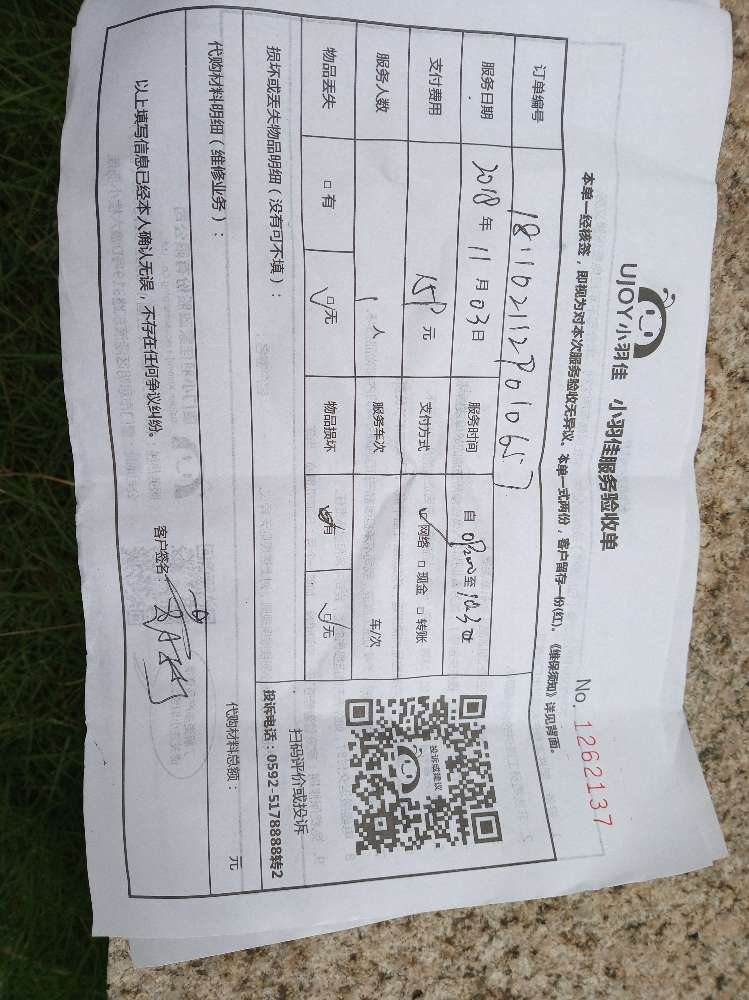 UJOY小羽佳 小羽佳服务验收单
No. 1262137
本单一经核签，即视为对本次服务验收无异议。本单一式两份，客户留存一份(红)。《维保须知》详见背面。
订单编号
服务日期 2018 年 11 月 03 日 服务时间 自 至
支付费用 元 支付方式 网络 □ 现金 □ 转账
服务人数 1 人 服务车次 车/次
物品丢失 □ 有 □ 无 物品损坏 □ 有 □ 无
损坏或丢失物品明细（没有可不填）：
投诉或建议
扫码评价或投诉
投诉电话：0592-5178888转2
代购材料明细（维修业务）：
代购材料总额： 元
以上填写信息已经本人确认无误，不存在任何争议纠纷。 客户签名：